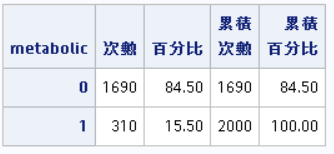 累積 累積
metabolic 次數 百分比 次數 百分比
0 1690 84.50 1690 84.50
1 310 15.50 2000 100.00